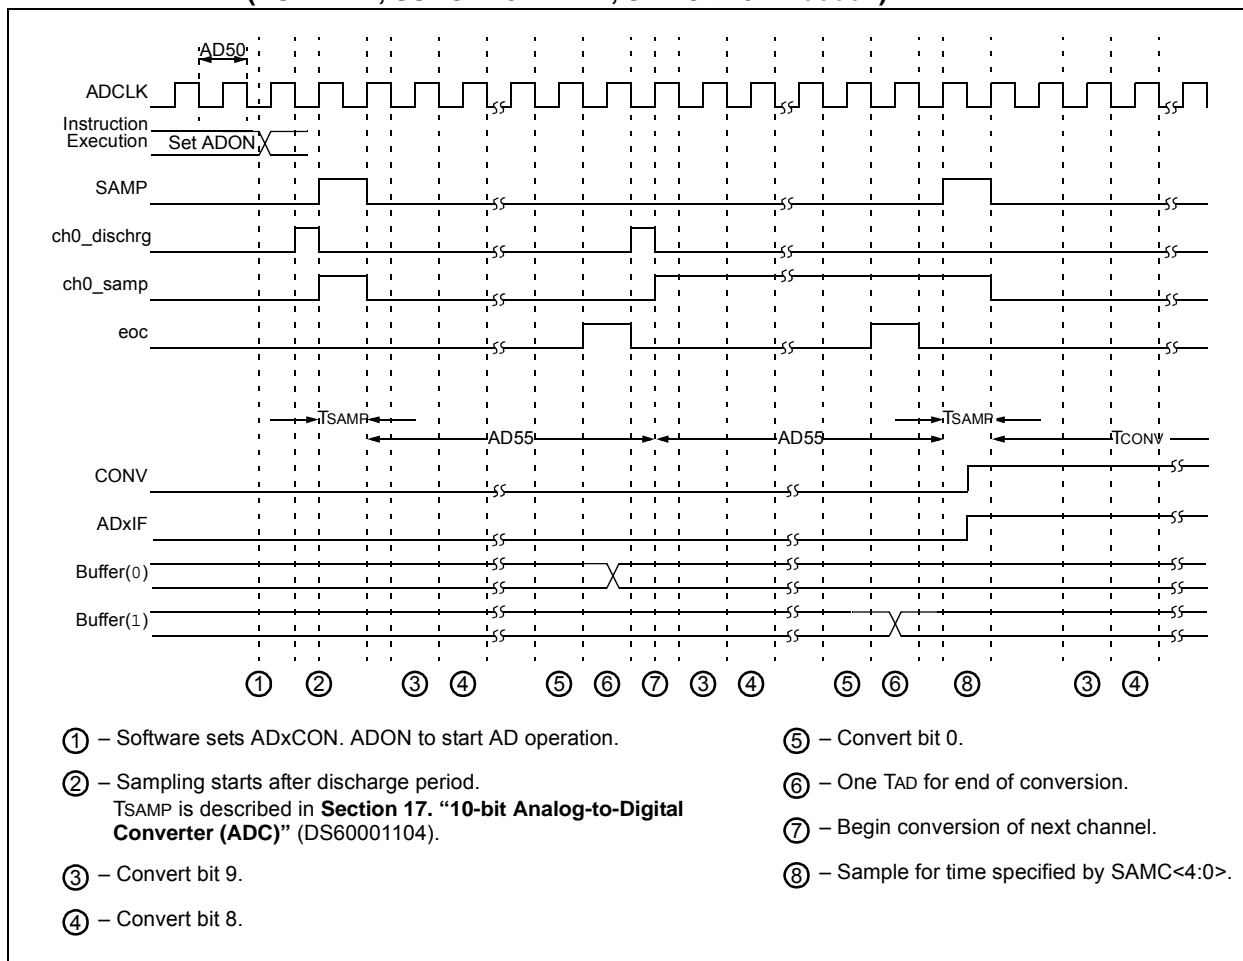 AD50
ADCLK
Instruction
Execution
Set ADON
SAMP
ch0_dischrg
ch0_samp
eoc
TSAMP
TSAMP
AD55
AD55
TCONV
CONV
ADxIF
Buffer(0)
Buffer(1)
① ② ③ ④ ⑤ ⑥ ⑦ ③ ④ ⑤ ⑥ ⑧ ③ ④
① – Software sets ADxCON. ADON to start AD operation.
② – Sampling starts after discharge period.
TSAMP is described in Section 17. “10-bit Analog-to-Digital
Converter (ADC)” (DS60001104).
③ – Convert bit 9.
④ – Convert bit 8.
⑤ – Convert bit 0.
⑥ – One TAD for end of conversion.
⑦ – Begin conversion of next channel.
⑧ – Sample for time specified by SAMC<4:0>.